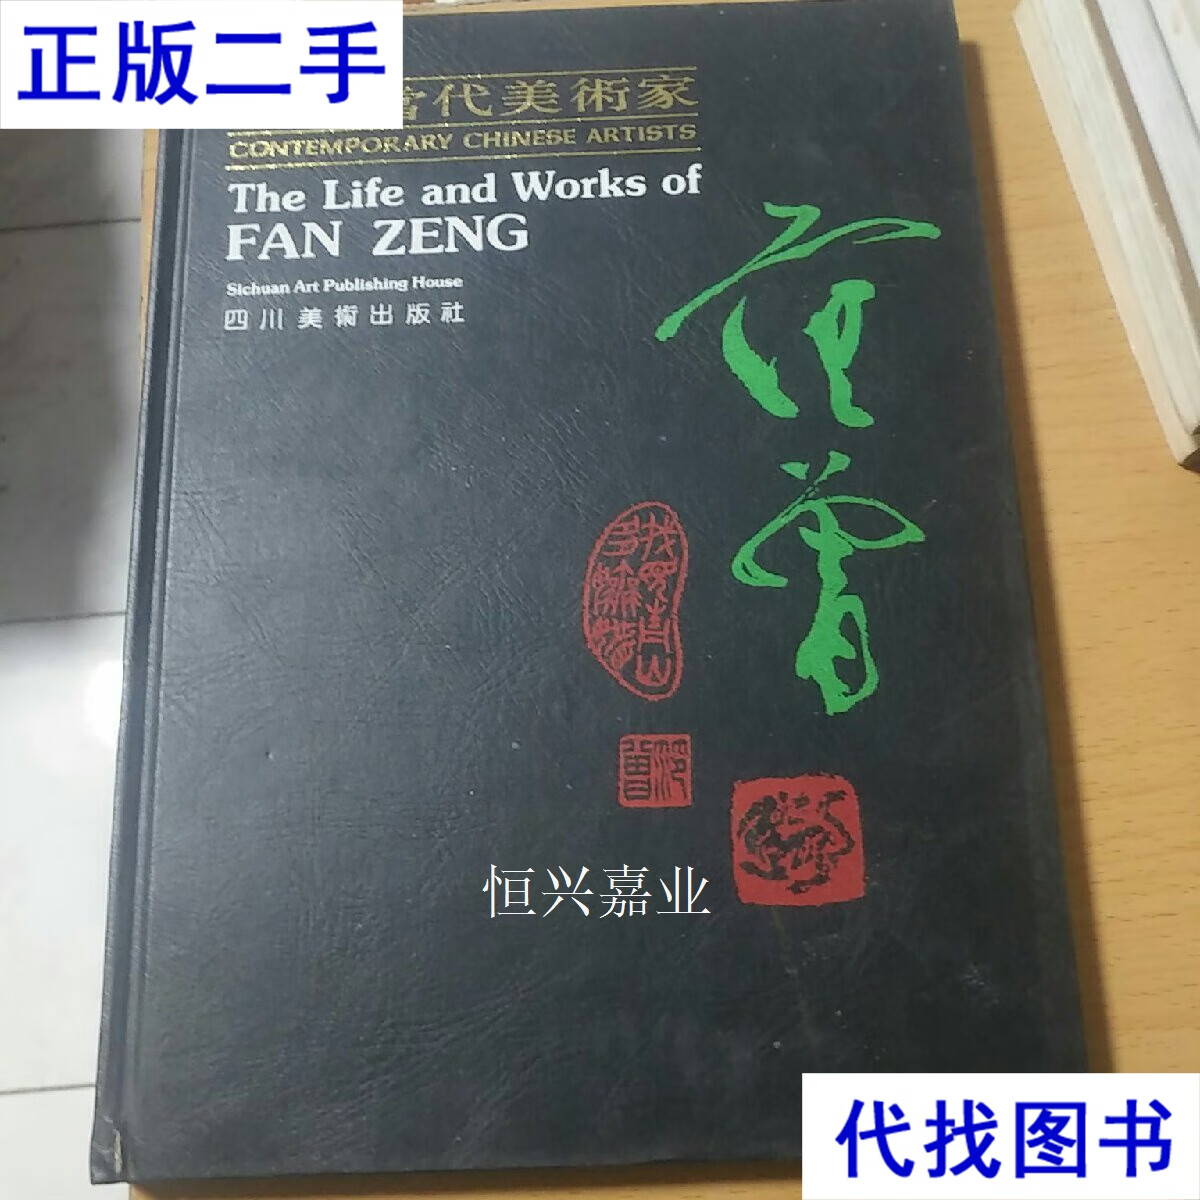 正版二手
當代美術家
CONTEMPORARY CHINESE ARTISTS
The Life and Works of
FAN ZENG
Sichuan Art Publishing House
四川美術出版社
范曾
恒兴嘉业
代找图书